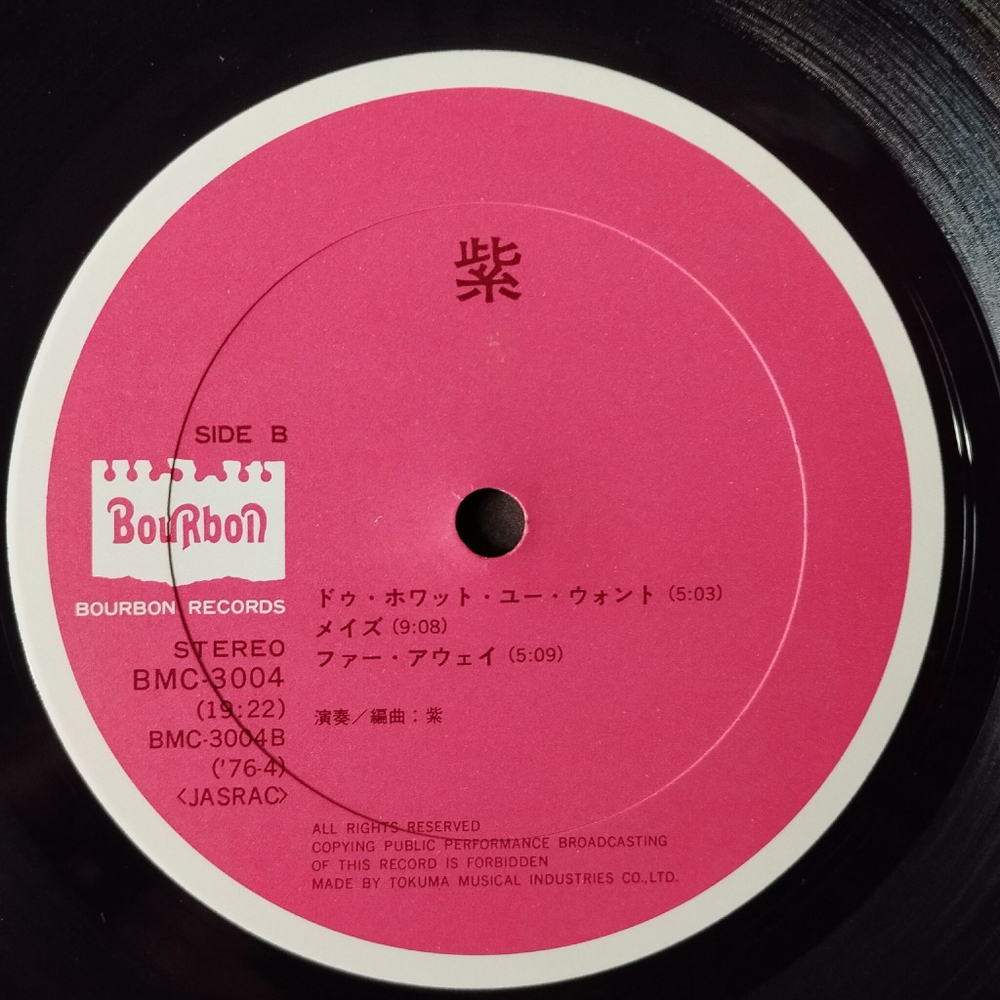 紫
SIDE B
BouRbon
BOURBON RECORDS
STEREO
BMC-3004
(19:22)
BMC-3004B
('76-4)
〈JASRAC〉
ドゥ・ホワット・ユー・ウォント (5:03)
メイズ (9:08)
ファー・アウェイ (5:09)
演奏／編曲：紫
ALL RIGHTS RESERVED
COPYING PUBLIC PERFORMANCE BROADCASTING
OF THIS RECORD IS FORBIDDEN
MADE BY TOKUMA MUSICAL INDUSTRIES CO.,LTD.